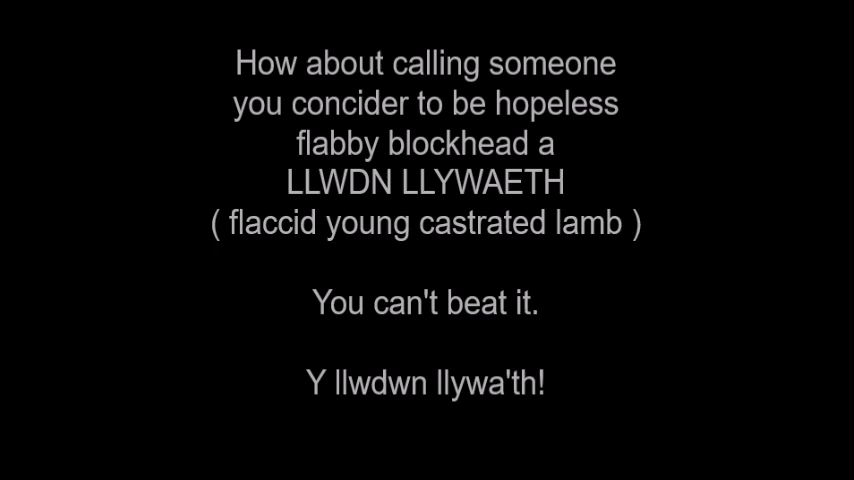 How about calling someone
you concider to be hopeless
flabby blockhead a
LLWDN LLYWAETH
( flaccid young castrated lamb )
You can't beat it.
Y llwdwn llywa'th!